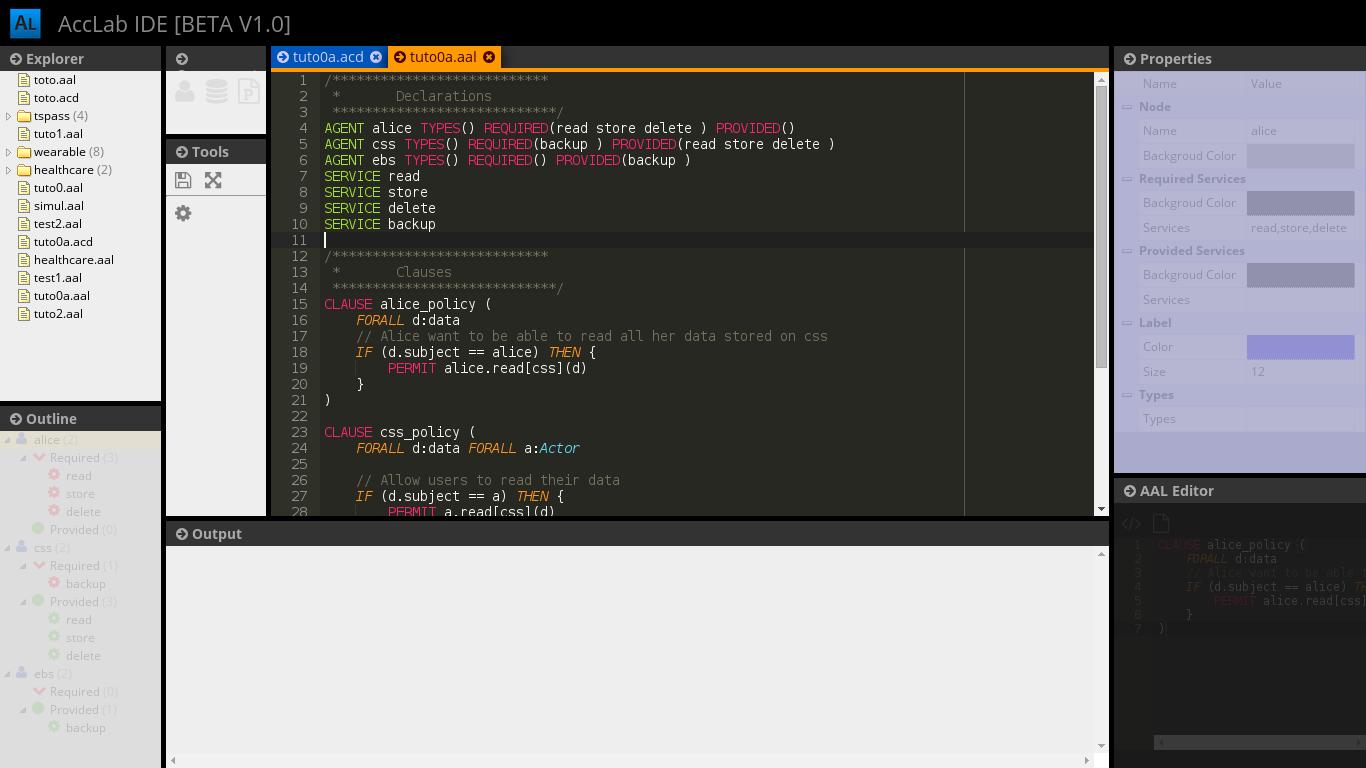 AL AccLab IDE [BETA V1.0]
Explorer
toto.aal
toto.acd
tspass (4)
tuto1.aal
wearable (8)
healthcare (2)
tuto0.aal
simul.aal
test2.aal
tuto0a.acd
healthcare.aal
test1.aal
tuto0a.aal
tuto2.aal
Outline
alice (2)
Required (3)
read
store
delete
Provided (0)
css (2)
Required (1)
backup
Provided (3)
read
store
delete
ebs (2)
Required (0)
Provided (1)
backup
P
Tools
tuto0a.acd tuto0a.aal
1 /***************************
2 * Declarations
3 ****************************/
4 AGENT alice TYPES() REQUIRED(read store delete ) PROVIDED()
5 AGENT css TYPES() REQUIRED(backup ) PROVIDED(read store delete )
6 AGENT ebs TYPES() REQUIRED() PROVIDED(backup )
7 SERVICE read
8 SERVICE store
9 SERVICE delete
10 SERVICE backup
11
12 /***************************
13 * Clauses
14 ****************************/
15 CLAUSE alice_policy (
16 FORALL d:data
17 // Alice want to be able to read all her data stored on css
18 IF (d.subject == alice) THEN {
19 PERMIT alice.read[css](d)
20 }
21 )
22
23 CLAUSE css_policy (
24 FORALL d:data FORALL a:Actor
25
26 // Allow users to read their data
27 IF (d.subject == a) THEN {
28 PERMIT a.read[css](d)
Output
Properties
Name Value
Node
Name alice
Backgroud Color
Required Services
Backgroud Color
Services read,store,delete
Provided Services
Backgroud Color
Services
Label
Color
Size 12
Types
Types
AAL Editor
1 CLAUSE alice_policy (
2 FORALL d:data
3 // Alice want to be able
4 IF (d.subject == alice) TH
5 PERMIT alice.read[css]
6 }
7 )